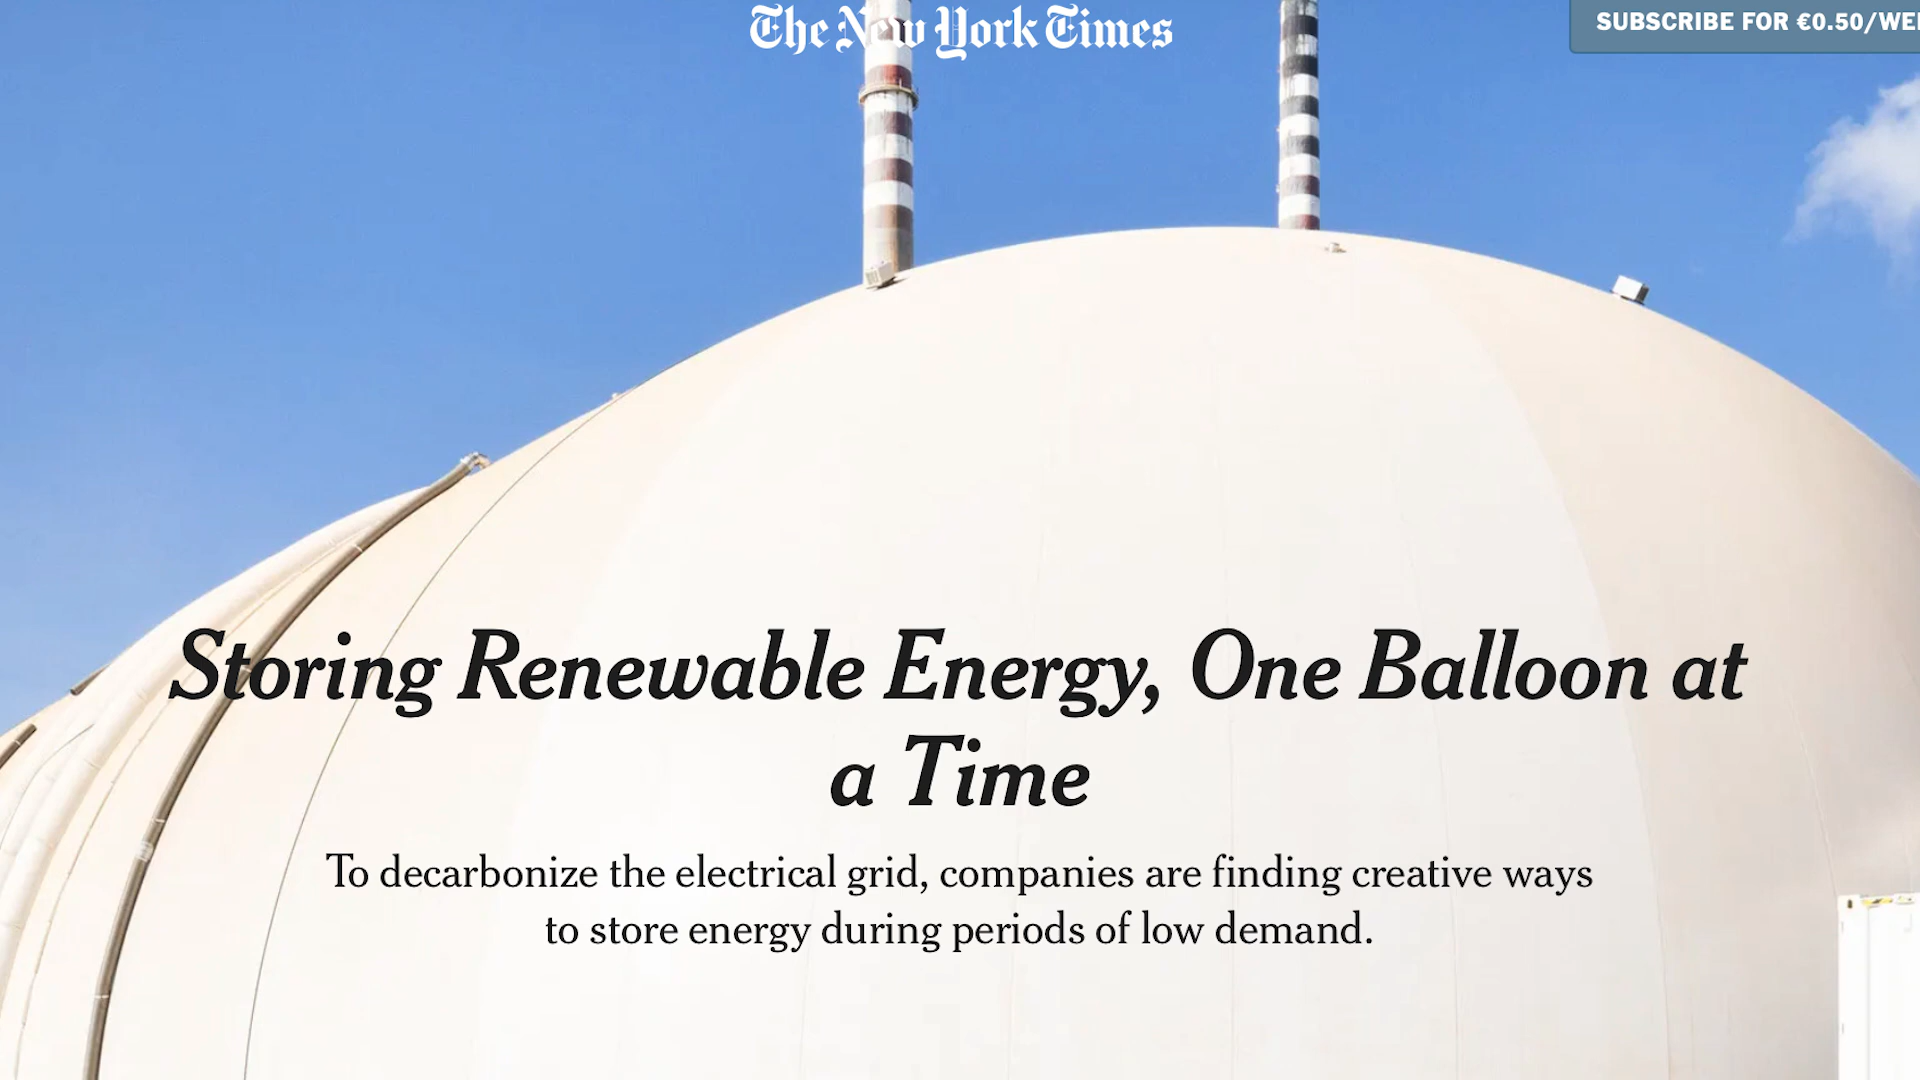 The New York Times
SUBSCRIBE FOR €0.50/WE
Storing Renewable Energy, One Balloon at
a Time
To decarbonize the electrical grid, companies are finding creative ways
to store energy during periods of low demand.